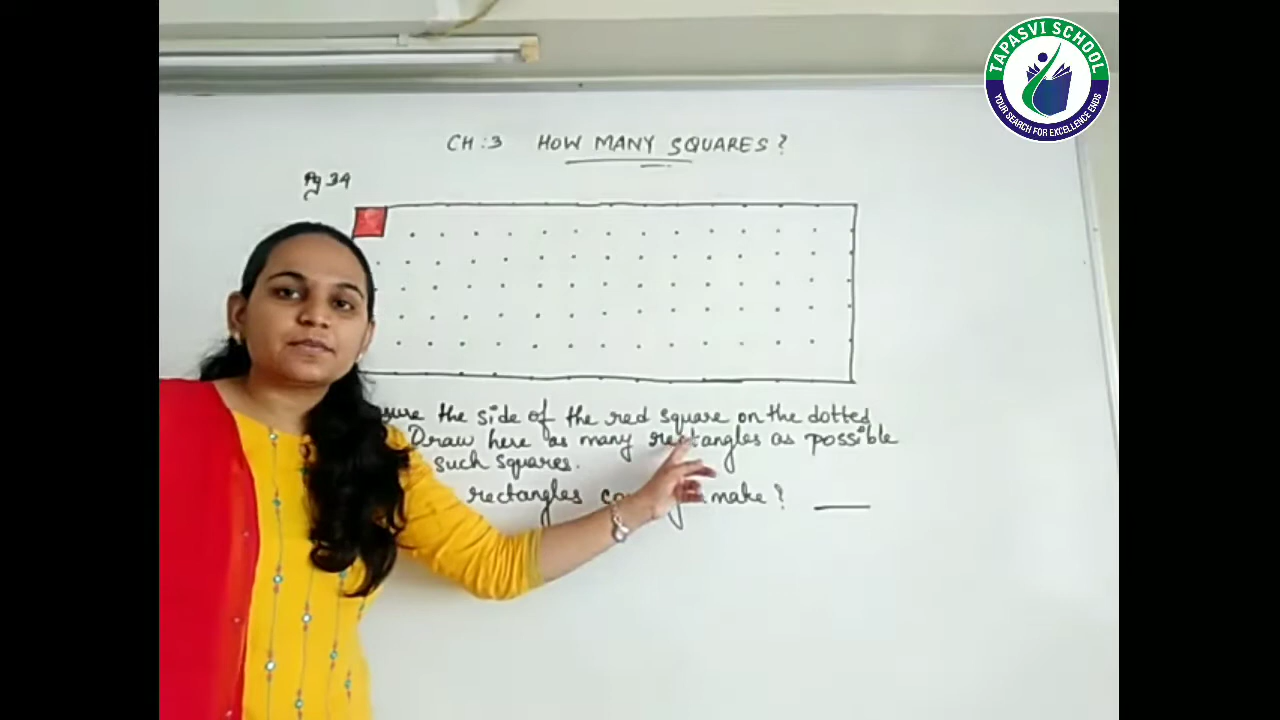 TAPASVI SCHOOL
YOUR SEARCH FOR EXCELLENCE ENDS
CH:3 HOW MANY SQUARES?
Pg 34
the side of the red square on the dotted
Draw here as many rectangles as possible
such squares.
rectangles make? ____